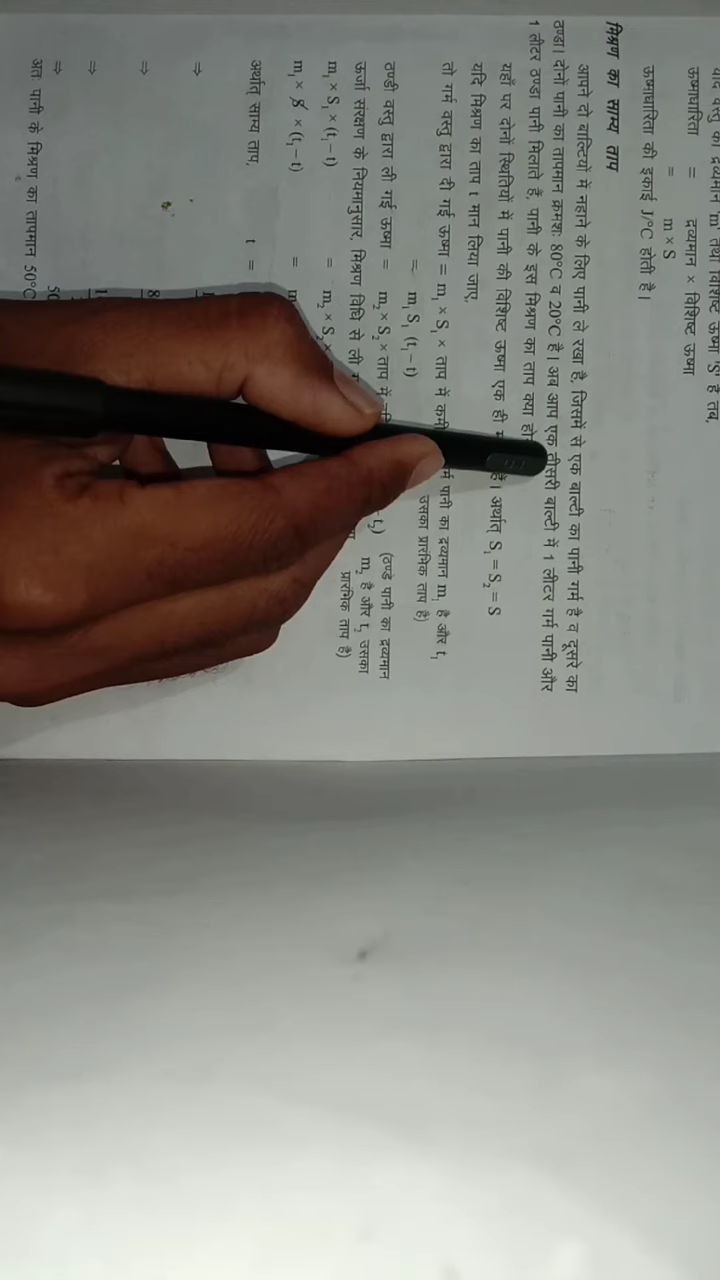 यदि वस्तु का द्रव्यमान 'm' तथा विशिष्ट ऊष्मा 'S' है तब,
ऊष्माधारिता = द्रव्यमान × विशिष्ट ऊष्मा
= m × S
ऊष्माधारिता की इकाई J/°C होती है।
मिश्रण का साम्य ताप
आपने दो बाल्टियों में नहाने के लिए पानी ले रखा है, जिसमें से एक बाल्टी का पानी गर्म है व दूसरे का
ठण्डा। दोनों पानी का तापमान क्रमशः 80°C व 20°C है। अब आप एक तीसरी बाल्टी में 1 लीटर गर्म पानी और
1 लीटर ठण्डा पानी मिलाते है, पानी के इस मिश्रण का ताप क्या
यहाँ पर दोनों स्थितियों में पानी की विशिष्ट ऊष्मा एक ही है। अर्थात् S₁ = S₂ = S
यदि मिश्रण का ताप t मान लिया जाए,
तो गर्म वस्तु द्वारा दी गई ऊष्मा = m₁ × S₁ × ताप में कमी पानी का द्रव्यमान m₁ है और t₁
= m₁ S₁ (t₁ – t) उसका प्रारंभिक ताप है)
ठण्डी वस्तु द्वारा ली गई ऊष्मा = m₂ × S₂ × ताप में (ठण्डे पानी का द्रव्यमान
m₂ है और t₂ उसका
ऊर्जा संरक्षण के नियमानुसार, मिश्रण विधि से ली प्रारंभिक ताप है)
m₁ × S₁ × (t₁ – t) = m₂ × S₂ ×
m₁ × S × (t₁ – t) =
अर्थात् साम्य ताप, t =
⇒
⇒
⇒
⇒
अतः पानी के मिश्रण का तापमान 50°C